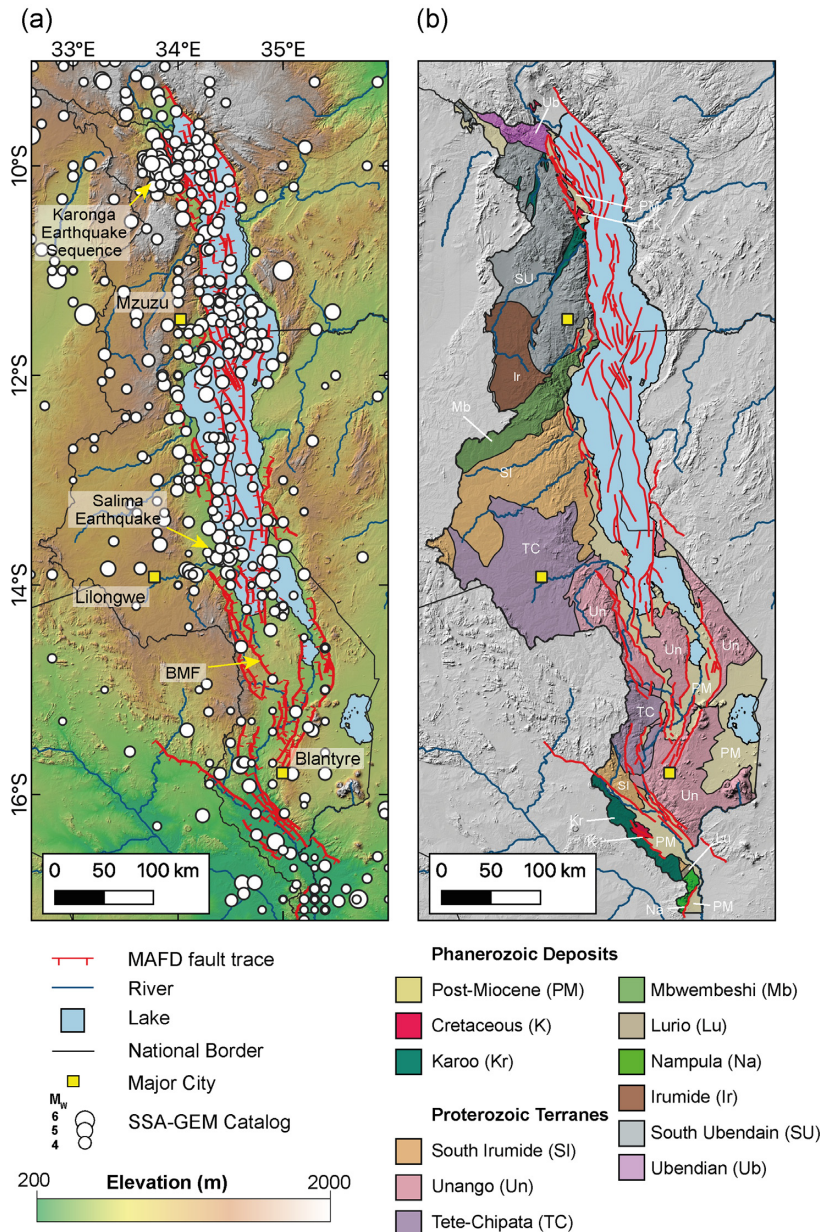 (a)
33°E 34°E 35°E
10°S
12°S
14°S
16°S
Karonga
Earthquake
Sequence
Mzuzu
Salima
Earthquake
Lilongwe
BMF
Blantyre
0 50 100 km
(b)
Ub
PM
K
SU
Ir
Mb
SI
TC
Un
Un
Un
PM
TC
PM
SI
Un
Kr
K
PM
Lu
Na
PM
0 50 100 km
MAFD fault trace
River
Lake
National Border
Major City
Mw
6
5
4
SSA-GEM Catalog
200 Elevation (m) 2000
Phanerozoic Deposits
Post-Miocene (PM)
Cretaceous (K)
Karoo (Kr)
Proterozoic Terranes
South Irumide (SI)
Unango (Un)
Tete-Chipata (TC)
Mbwembeshi (Mb)
Lurio (Lu)
Nampula (Na)
Irumide (Ir)
South Ubendain (SU)
Ubendian (Ub)